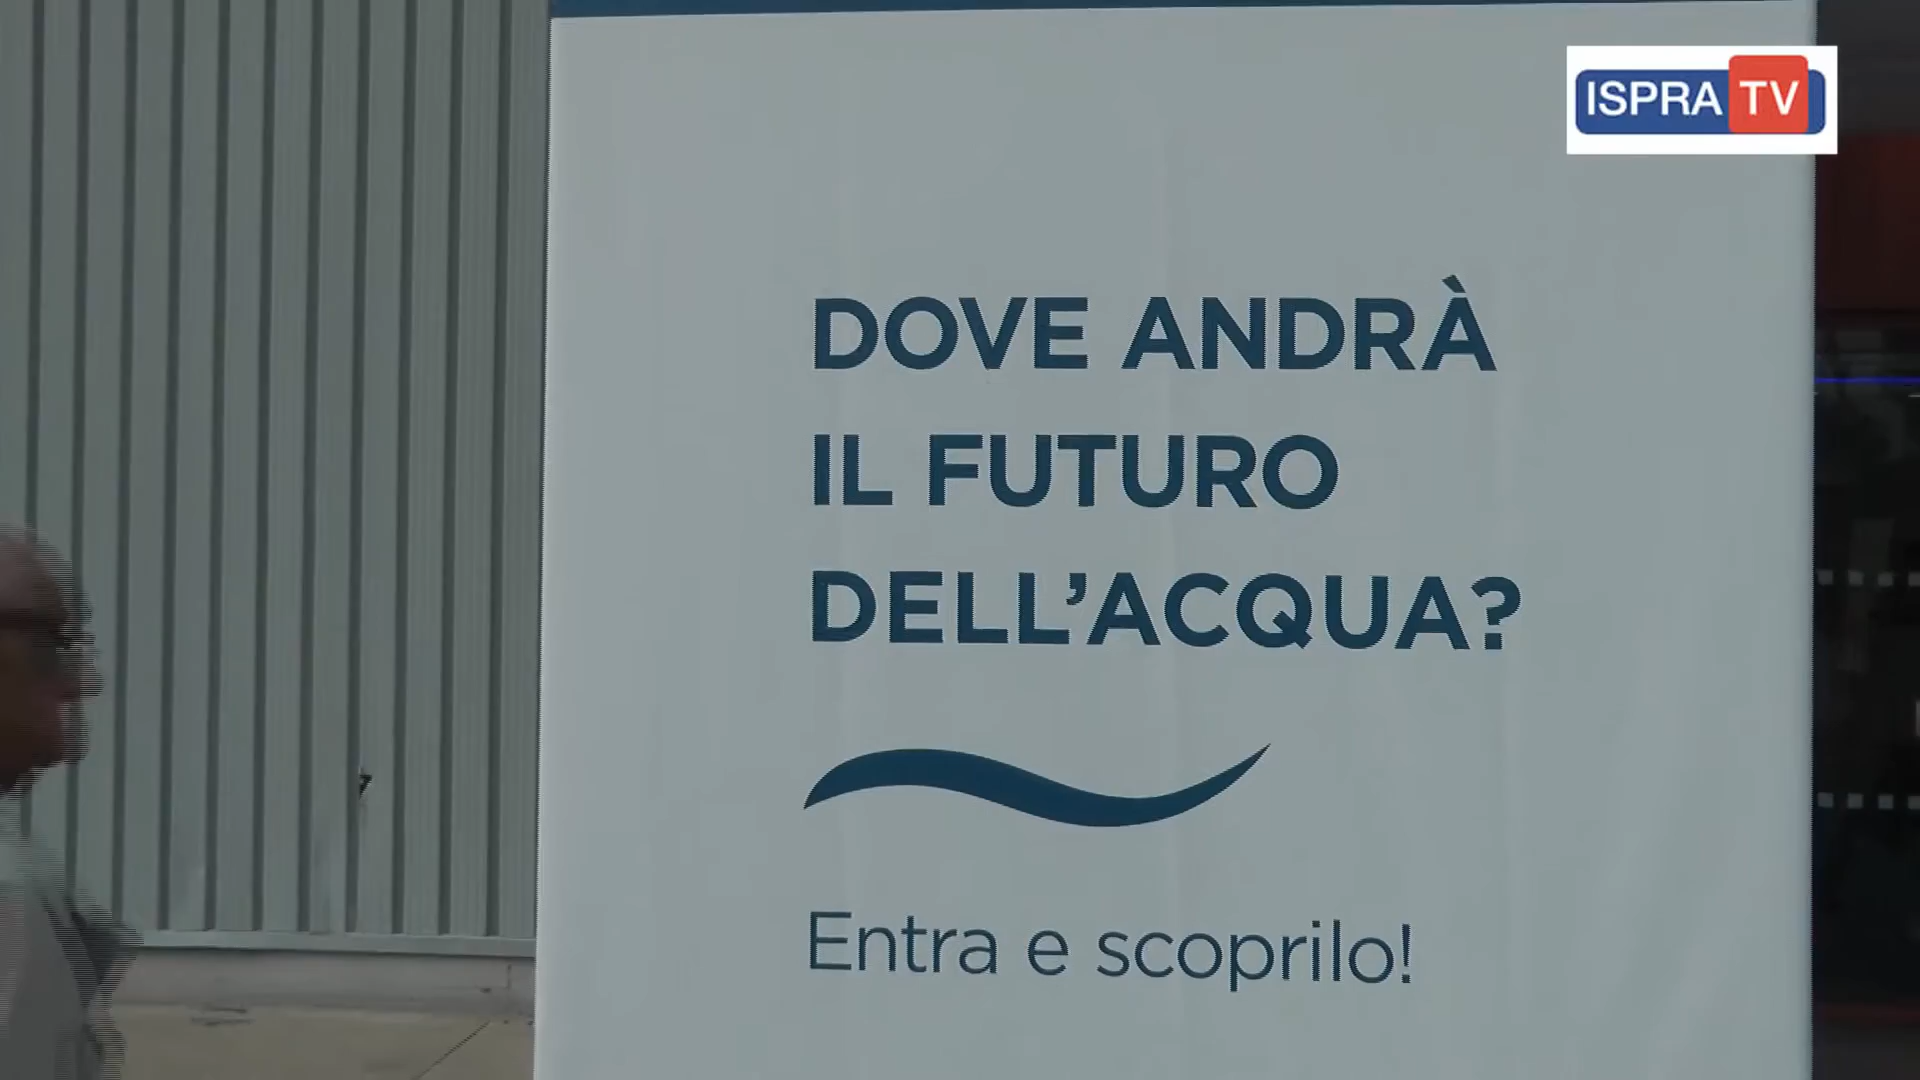 ISPRA TV
DOVE ANDRÀ
IL FUTURO
DELL’ACQUA?
Entra e scoprilo!